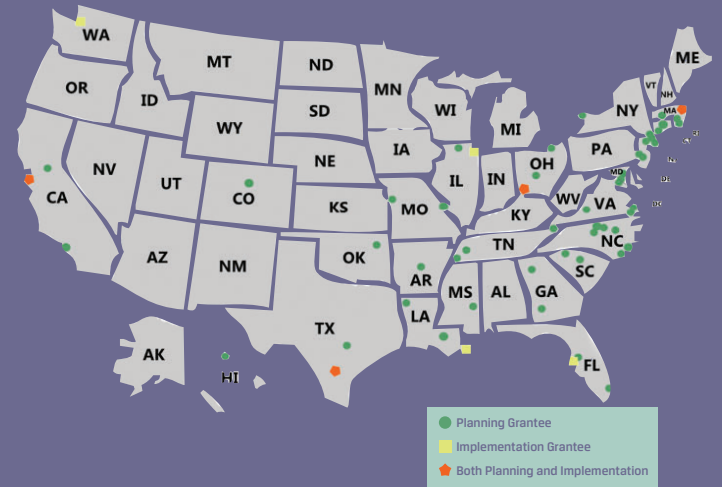 WA
MT
ND
ME
OR
MN
VT
NH
ID
SD
WI
NY
MA
WY
MI
NE
IA
PA
NV
OH
UT
IL
IN
MD
DE
CA
CO
WV
VA
KS
MO
KY
DC
TN
NC
AZ
NM
OK
AR
SC
MS
AL
GA
LA
TX
AK
HI
FL
Planning Grantee
Implementation Grantee
Both Planning and Implementation